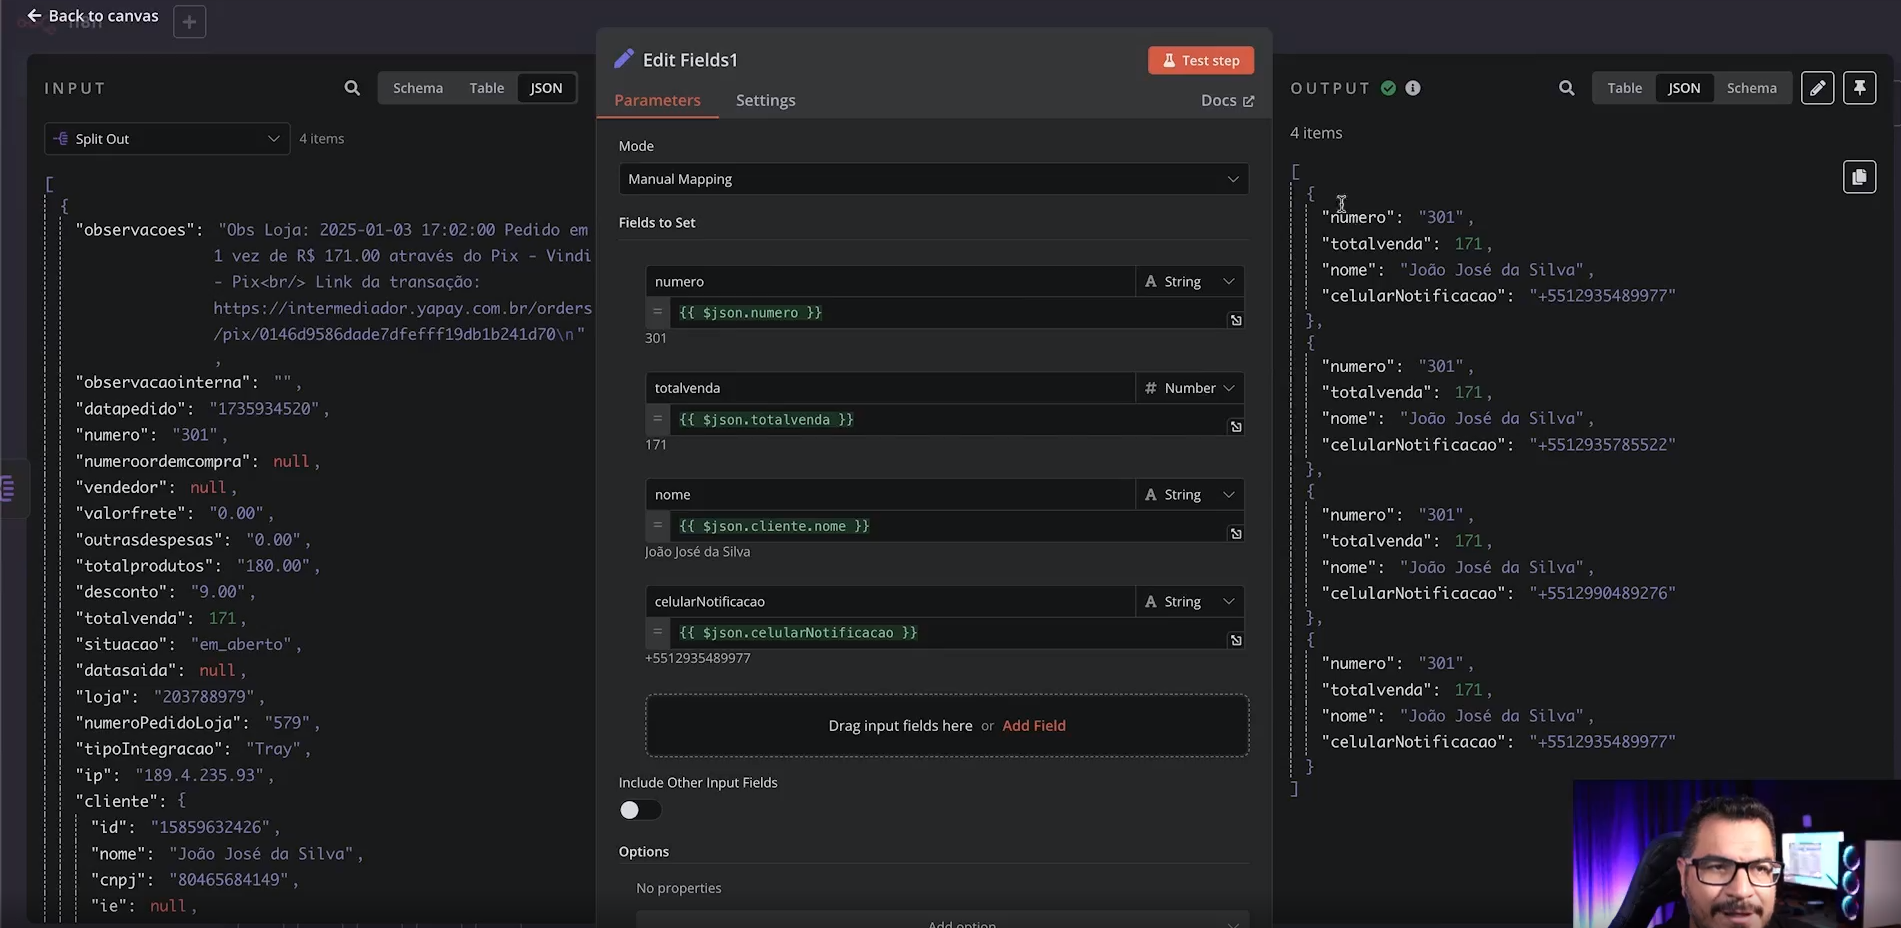 Back to canvas
n8n
INPUT
Schema
Table
JSON
Split Out
4 items
[
{
"observacoes": "Obs Loja: 2025-01-03 17:02:00 Pedido em
1 vez de R$ 171.00 através do Pix - Vindi
- Pix<br/> Link da transação:
https://intermediador.yapay.com.br/orders
/pix/0146d9586dade7dfefff19db1b241d70\n"
,
"observacaointerna": "",
"datapedido": "1735934520",
"numero": "301",
"numeroordemcompra": null,
"vendedor": null,
"valorfrete": "0.00",
"outrasdespesas": "0.00",
"totalprodutos": "180.00",
"desconto": "9.00",
"totalvenda": 171,
"situacao": "em_aberto",
"datasaida": null,
"loja": "203788979",
"numeroPedidoLoja": "579",
"tipoIntegracao": "Tray",
"ip": "189.4.235.93",
"cliente": {
"id": "15859632426",
"nome": "João José da Silva",
"cnpj": "80465684149",
"ie": null,
Edit Fields1
Test step
Parameters
Settings
Docs
Mode
Manual Mapping
Fields to Set
numero
String
= {{ $json.numero }}
301
totalvenda
# Number
= {{ $json.totalvenda }}
171
nome
String
= {{ $json.cliente.nome }}
João José da Silva
celularNotificacao
String
= {{ $json.celularNotificacao }}
+5512935489977
Drag input fields here or Add Field
Include Other Input Fields
Options
No properties
Add option
OUTPUT
Table
JSON
Schema
4 items
[
{
"numero": "301",
"totalvenda": 171,
"nome": "João José da Silva",
"celularNotificacao": "+5512935489977"
},
{
"numero": "301",
"totalvenda": 171,
"nome": "João José da Silva",
"celularNotificacao": "+5512935785522"
},
{
"numero": "301",
"totalvenda": 171,
"nome": "João José da Silva",
"celularNotificacao": "+5512990489276"
},
{
"numero": "301",
"totalvenda": 171,
"nome": "João José da Silva",
"celularNotificacao": "+5512935489977"
}
]